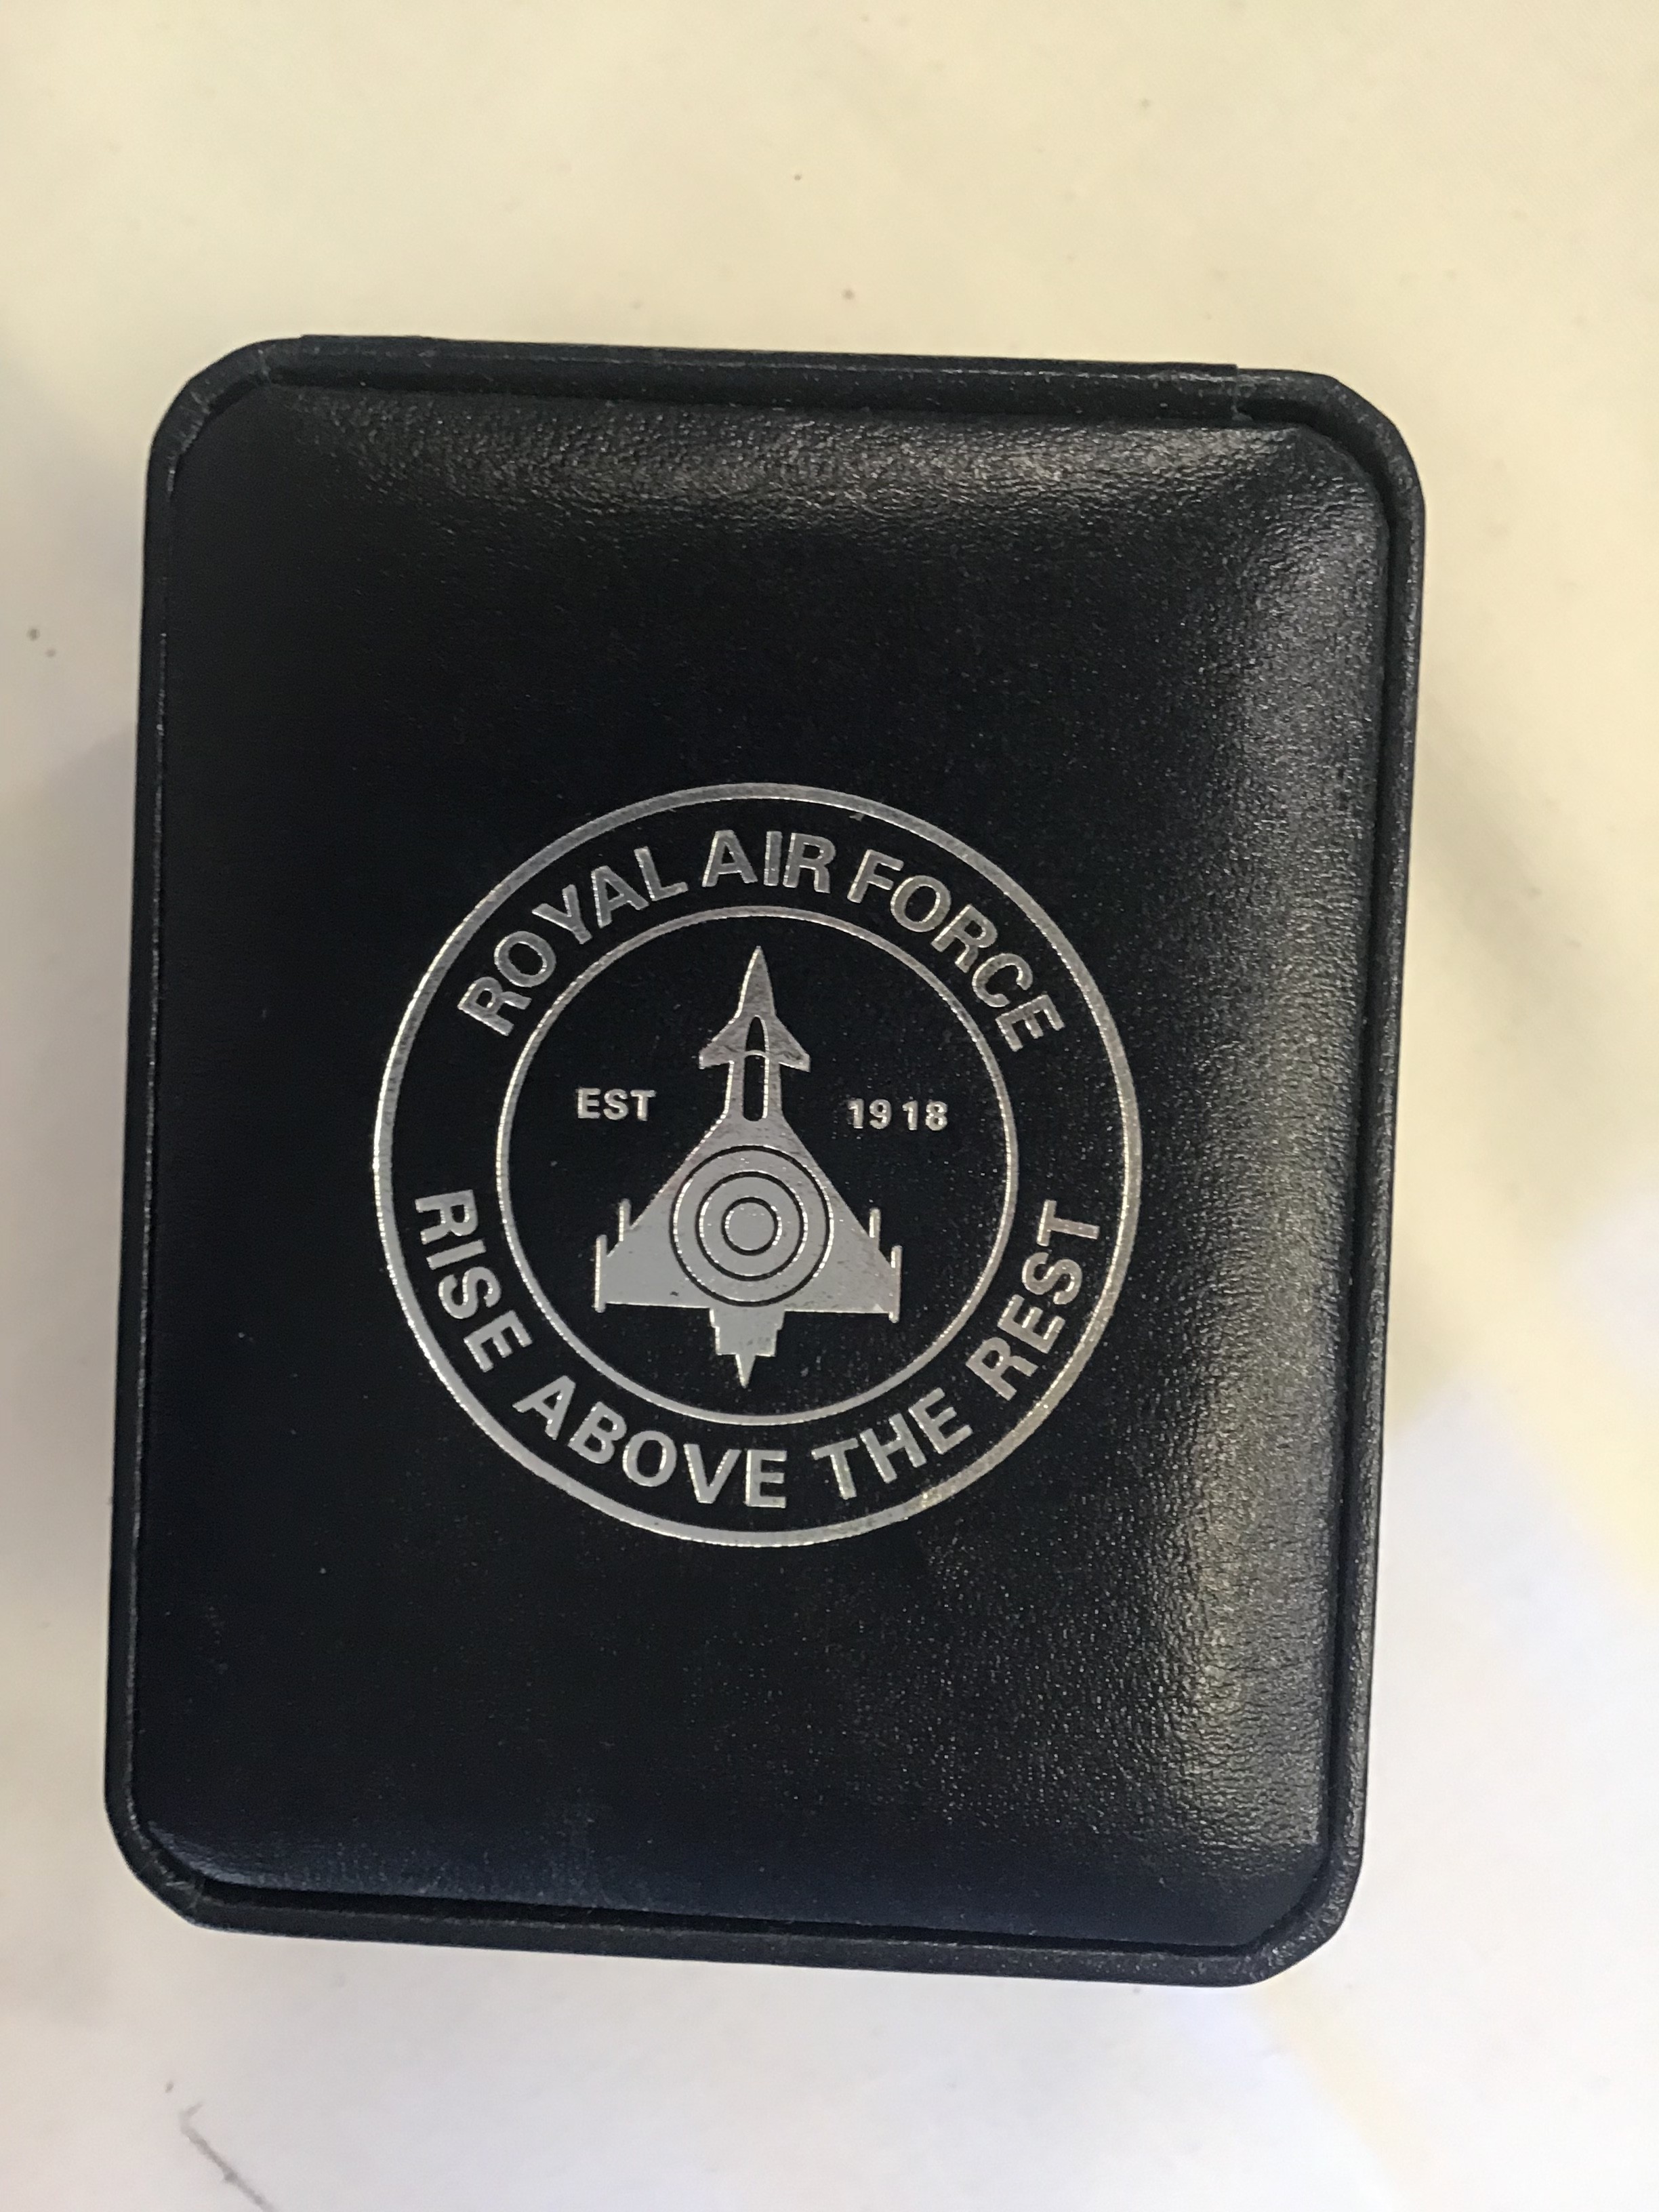 ROYAL AIR FORCE
EST 1918
RISE ABOVE THE REST